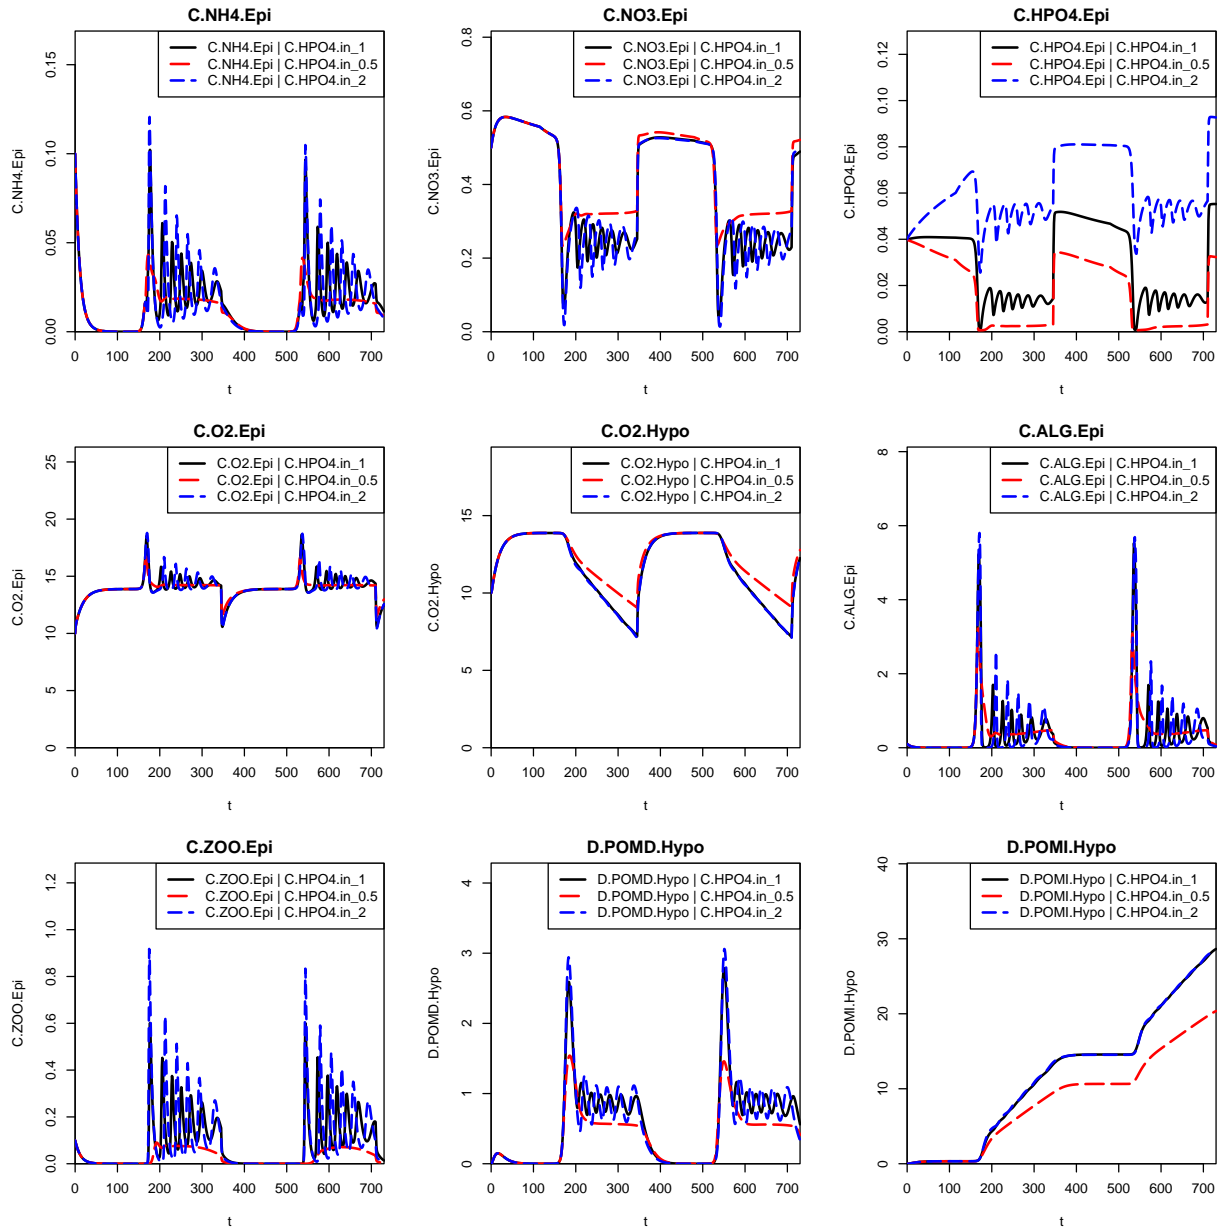 C.NH4.Epi
C.NH4.Epi | C.HPO4.in_1
C.NH4.Epi | C.HPO4.in_0.5
C.NH4.Epi | C.HPO4.in_2
C.NH4.Epi
0.00 0.05 0.10 0.15
0 100 200 300 400 500 600 700
t
C.NO3.Epi
C.NO3.Epi | C.HPO4.in_1
C.NO3.Epi | C.HPO4.in_0.5
C.NO3.Epi | C.HPO4.in_2
C.NO3.Epi
0.0 0.2 0.4 0.6 0.8
0 100 200 300 400 500 600 700
t
C.HPO4.Epi
C.HPO4.Epi | C.HPO4.in_1
C.HPO4.Epi | C.HPO4.in_0.5
C.HPO4.Epi | C.HPO4.in_2
C.HPO4.Epi
0.00 0.02 0.04 0.06 0.08 0.10 0.12
0 100 200 300 400 500 600 700
t
C.O2.Epi
C.O2.Epi | C.HPO4.in_1
C.O2.Epi | C.HPO4.in_0.5
C.O2.Epi | C.HPO4.in_2
C.O2.Epi
0 5 10 15 20 25
0 100 200 300 400 500 600 700
t
C.O2.Hypo
C.O2.Hypo | C.HPO4.in_1
C.O2.Hypo | C.HPO4.in_0.5
C.O2.Hypo | C.HPO4.in_2
C.O2.Hypo
0 5 10 15
0 100 200 300 400 500 600 700
t
C.ALG.Epi
C.ALG.Epi | C.HPO4.in_1
C.ALG.Epi | C.HPO4.in_0.5
C.ALG.Epi | C.HPO4.in_2
C.ALG.Epi
0 2 4 6 8
0 100 200 300 400 500 600 700
t
C.ZOO.Epi
C.ZOO.Epi | C.HPO4.in_1
C.ZOO.Epi | C.HPO4.in_0.5
C.ZOO.Epi | C.HPO4.in_2
C.ZOO.Epi
0.0 0.2 0.4 0.6 0.8 1.0 1.2
0 100 200 300 400 500 600 700
t
D.POMD.Hypo
D.POMD.Hypo | C.HPO4.in_1
D.POMD.Hypo | C.HPO4.in_0.5
D.POMD.Hypo | C.HPO4.in_2
D.POMD.Hypo
0 1 2 3 4
0 100 200 300 400 500 600 700
t
D.POMI.Hypo
D.POMI.Hypo | C.HPO4.in_1
D.POMI.Hypo | C.HPO4.in_0.5
D.POMI.Hypo | C.HPO4.in_2
D.POMI.Hypo
0 10 20 30 40
0 100 200 300 400 500 600 700
t